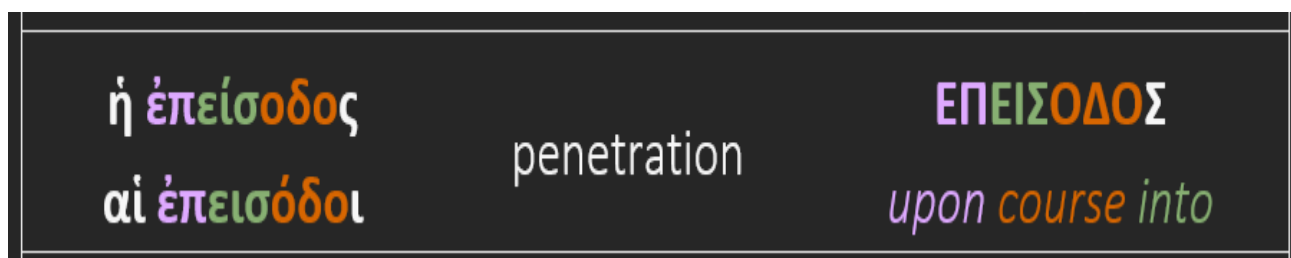 ἡ ἐπείσοδος
αἱ ἐπεισόδοι
penetration
ΕΠΕΙΣΟΔΟΣ
upon course into